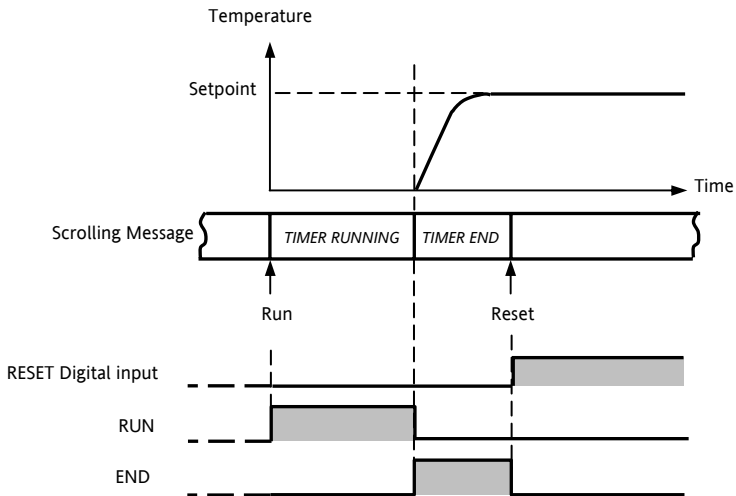 Temperature
Setpoint
Time
Scrolling Message
TIMER RUNNING
TIMER END
Run
Reset
RESET Digital input
RUN
END